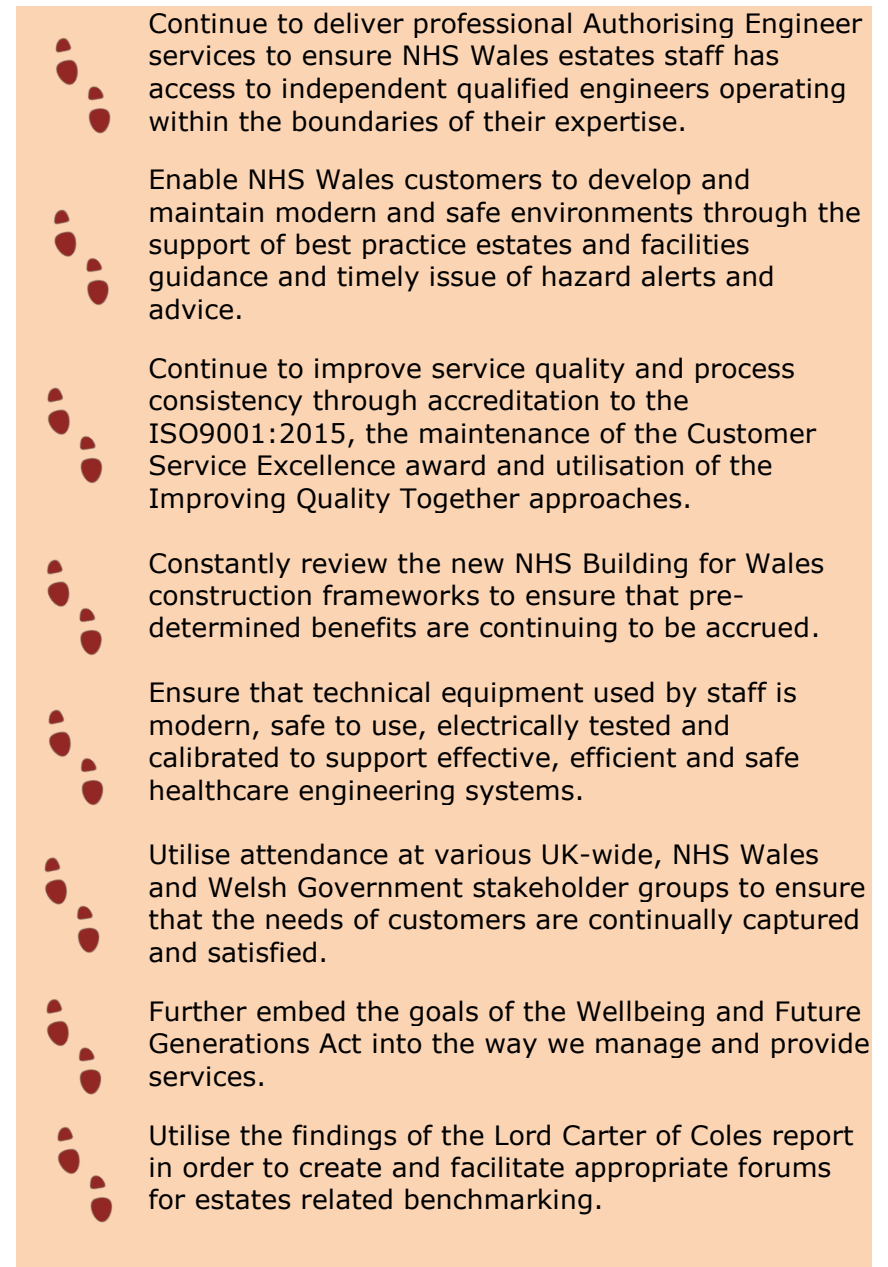 Continue to deliver professional Authorising Engineer
services to ensure NHS Wales estates staff has
access to independent qualified engineers operating
within the boundaries of their expertise.
Enable NHS Wales customers to develop and
maintain modern and safe environments through the
support of best practice estates and facilities
guidance and timely issue of hazard alerts and
advice.
Continue to improve service quality and process
consistency through accreditation to the
ISO9001:2015, the maintenance of the Customer
Service Excellence award and utilisation of the
Improving Quality Together approaches.
Constantly review the new NHS Building for Wales
construction frameworks to ensure that pre-
determined benefits are continuing to be accrued.
Ensure that technical equipment used by staff is
modern, safe to use, electrically tested and
calibrated to support effective, efficient and safe
healthcare engineering systems.
Utilise attendance at various UK-wide, NHS Wales
and Welsh Government stakeholder groups to ensure
that the needs of customers are continually captured
and satisfied.
Further embed the goals of the Wellbeing and Future
Generations Act into the way we manage and provide
services.
Utilise the findings of the Lord Carter of Coles report
in order to create and facilitate appropriate forums
for estates related benchmarking.